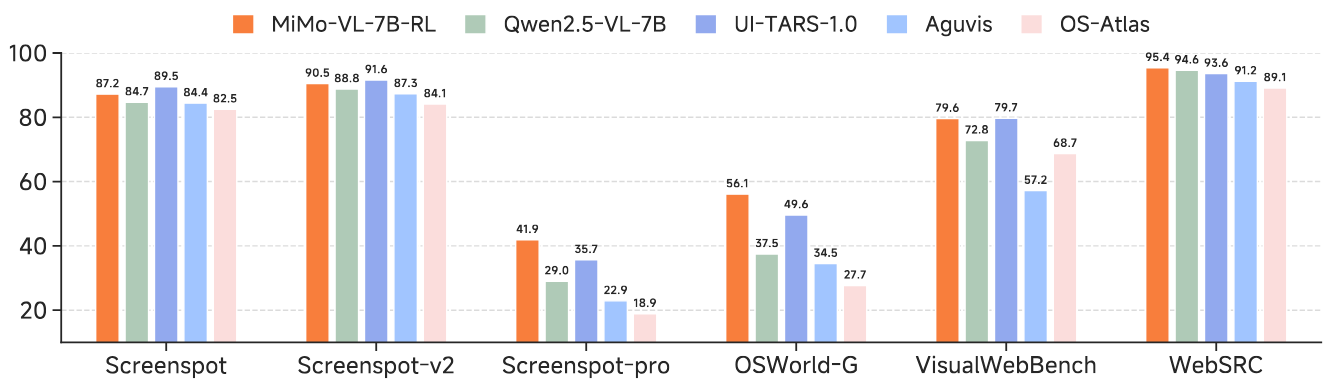 MiMo-VL-7B-RL Qwen2.5-VL-7B UI-TARS-1.0 Aguvis OS-Atlas
100
80
60
40
20
87.2 84.7 89.5 84.4 82.5
90.5 88.8 91.6 87.3 84.1
41.9 29.0 35.7 22.9 18.9
56.1 37.5 49.6 34.5 27.7
79.6 72.8 79.7 57.2 68.7
95.4 94.6 93.6 91.2 89.1
Screenspot Screenspot-v2 Screenspot-pro OSWorld-G VisualWebBench WebSRC